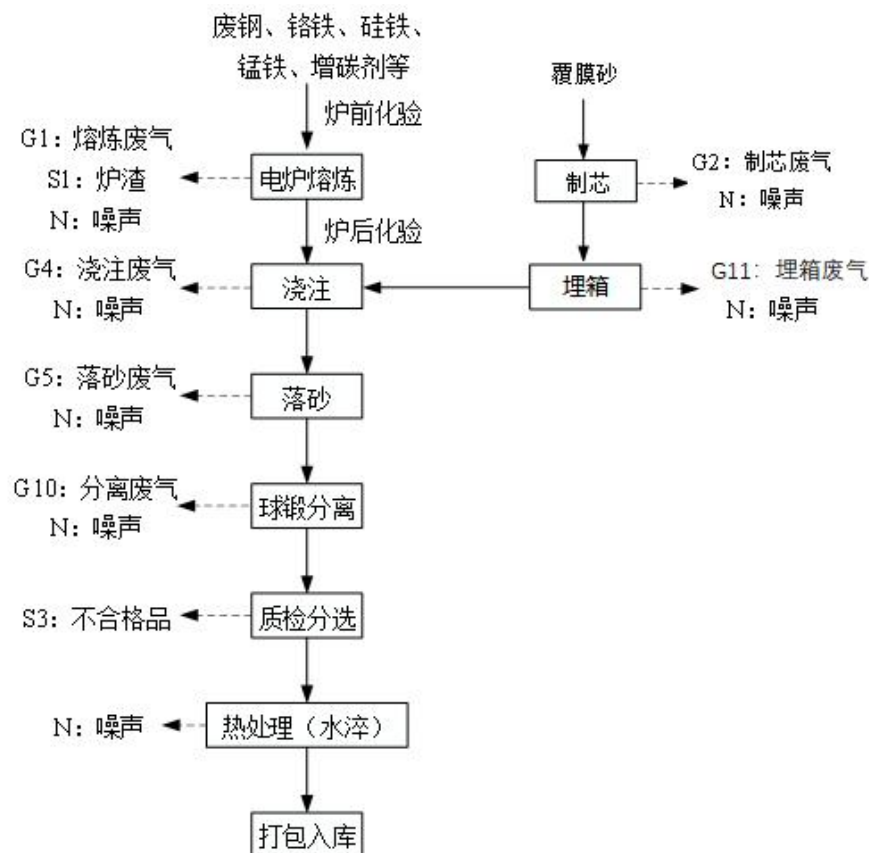 废钢、铬铁、硅铁、
锰铁、增碳剂等
覆膜砂
炉前化验
G1：熔炼废气
S1：炉渣
N：噪声
电炉熔炼
制芯
G2：制芯废气
N：噪声
炉后化验
G4：浇注废气
N：噪声
浇注
埋箱
G11：埋箱废气
N：噪声
G5：落砂废气
N：噪声
落砂
G10：分离废气
N：噪声
球锻分离
S3：不合格品
质检分选
N：噪声
热处理（水淬）
打包入库